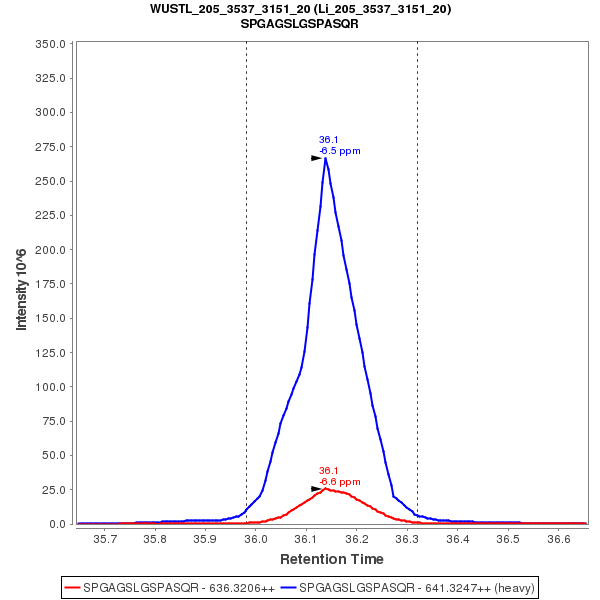 WUSTL_205_3537_3151_20 (Li_205_3537_3151_20)
SPGAGSLGSPASQR
350.0
325.0
300.0
275.0
250.0
225.0
200.0
175.0
150.0
125.0
100.0
75.0
50.0
25.0
0.0
Intensity 10^6
36.1
-6.5 ppm
36.1
-6.6 ppm
35.7 35.8 35.9 36.0 36.1 36.2 36.3 36.4 36.5 36.6
Retention Time
SPGAGSLGSPASQR - 636.3206++ SPGAGSLGSPASQR - 641.3247++ (heavy)